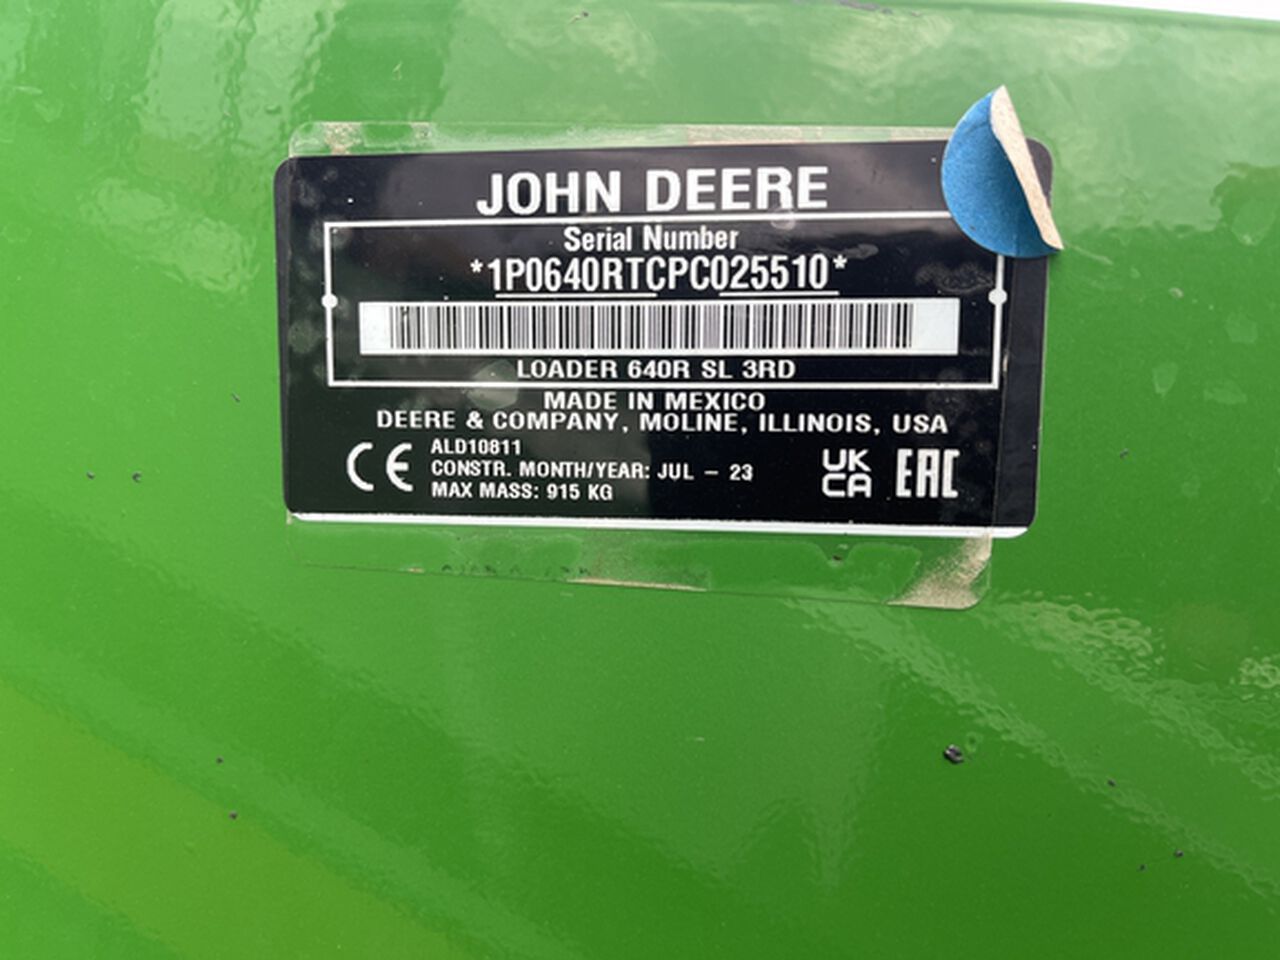 JOHN DEERE
Serial Number
*1P0640RTCPC025510*
LOADER 640R SL 3RD
MADE IN MEXICO
DEERE & COMPANY, MOLINE, ILLINOIS, USA
CE ALD10811
CONSTR. MONTH/YEAR: JUL - 23
MAX MASS: 915 KG
UK
CA
EAC